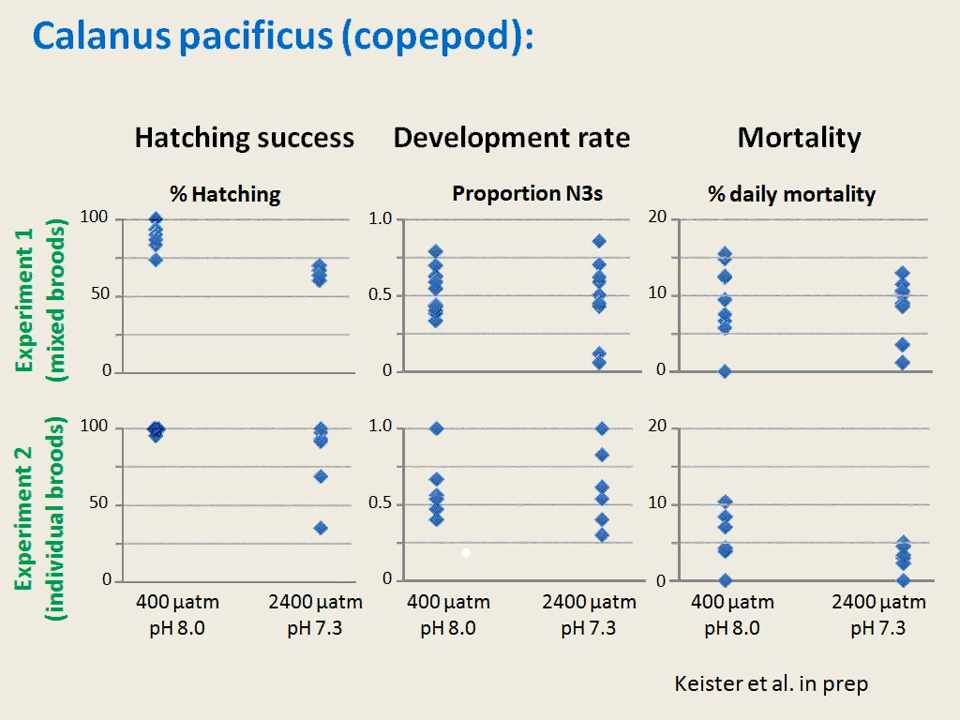 Calanus pacificus (copepod):
Hatching success
Development rate
Mortality
% Hatching
Proportion N3s
% daily mortality
Experiment 1
(mixed broods)
100
50
0
1.0
0.5
0
20
10
0
Experiment 2
(individual broods)
100
50
0
1.0
0.5
0
20
10
0
400 µatm
pH 8.0
2400 µatm
pH 7.3
400 µatm
pH 8.0
2400 µatm
pH 7.3
400 µatm
pH 8.0
2400 µatm
pH 7.3
Keister et al. in prep